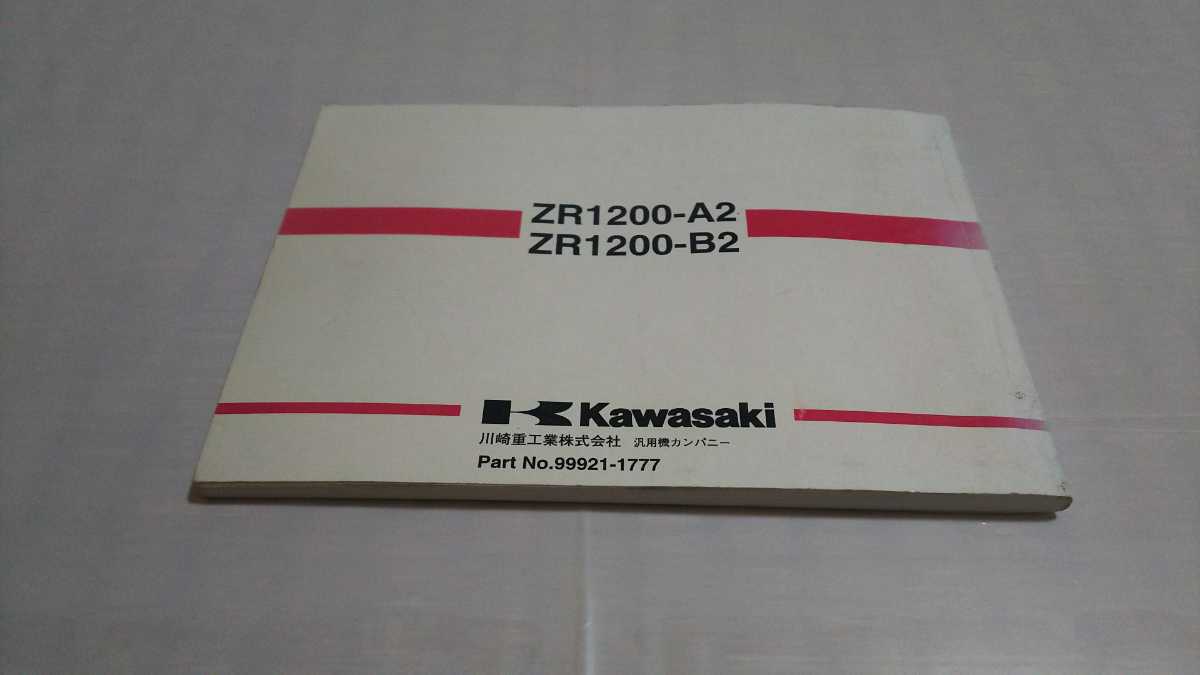 ZR1200-A2
ZR1200-B2
Kawasaki
川崎重工業株式会社 汎用機カンパニー
Part No.99921-1777